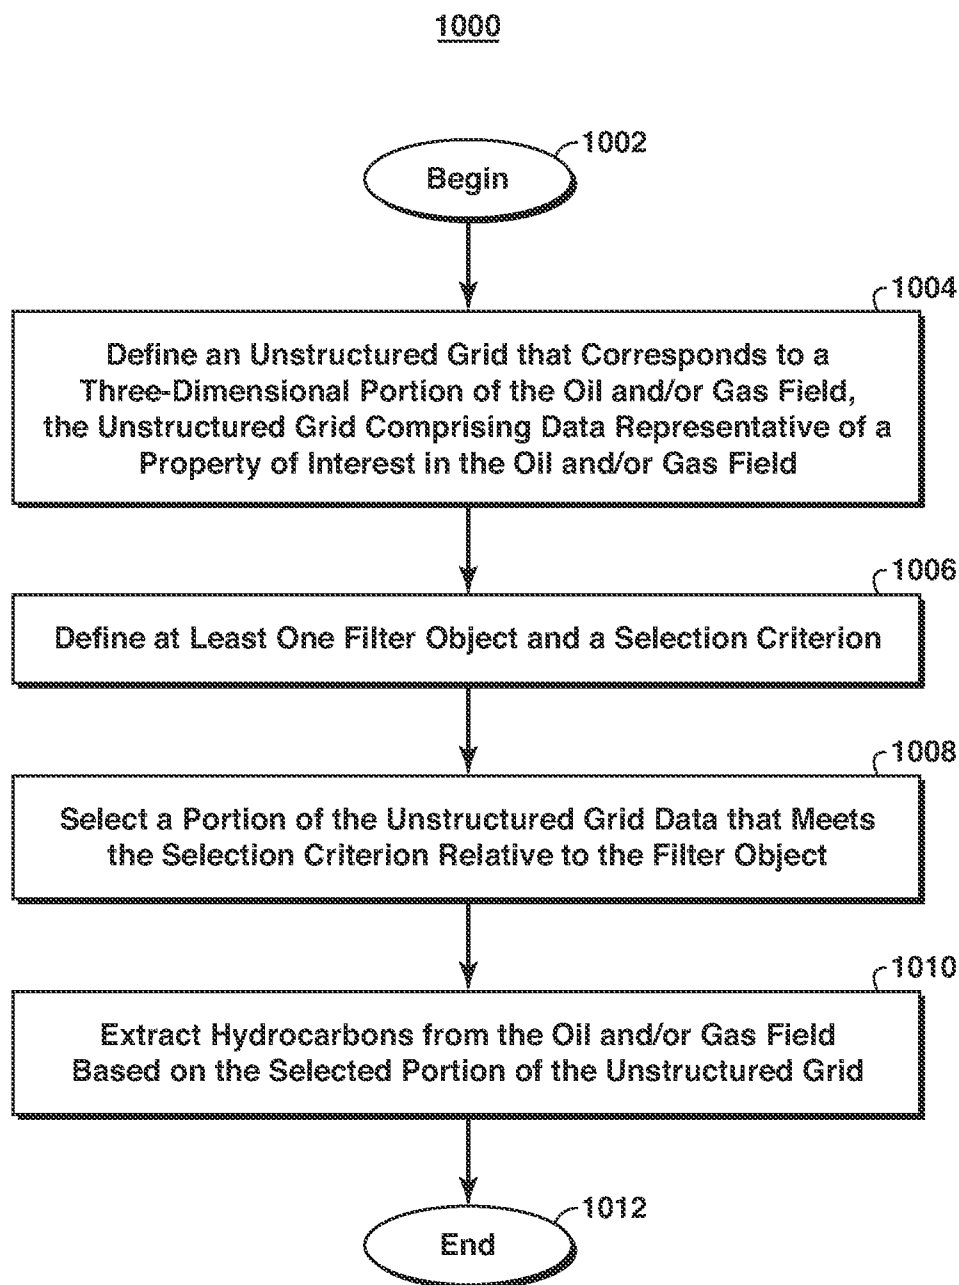 1000
1002
Begin
1004
Define an Unstructured Grid that Corresponds to a
Three-Dimensional Portion of the Oil and/or Gas Field,
the Unstructured Grid Comprising Data Representative of a
Property of Interest in the Oil and/or Gas Field
1006
Define at Least One Filter Object and a Selection Criterion
1008
Select a Portion of the Unstructured Grid Data that Meets
the Selection Criterion Relative to the Filter Object
1010
Extract Hydrocarbons from the Oil and/or Gas Field
Based on the Selected Portion of the Unstructured Grid
1012
End